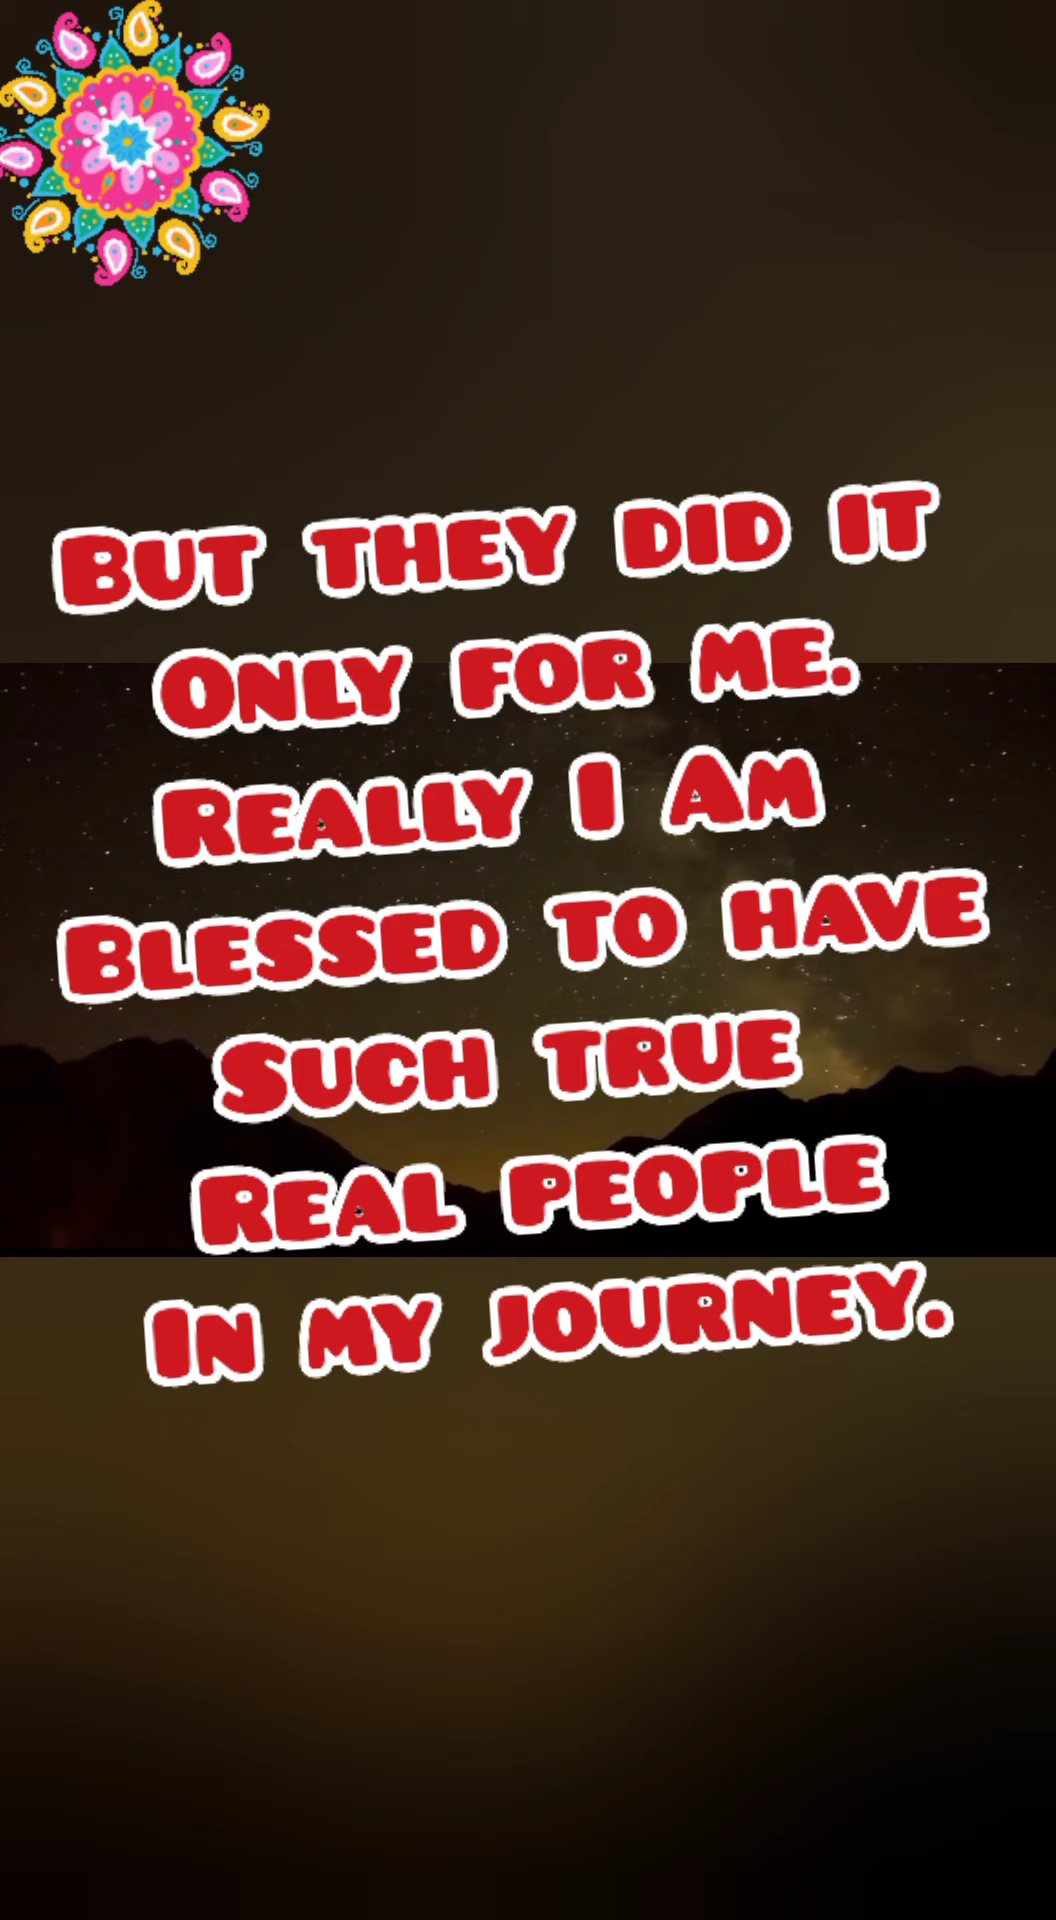 But they did it
Only for me.
Really I Am
Blessed to have
Such true
Real people
In my journey.